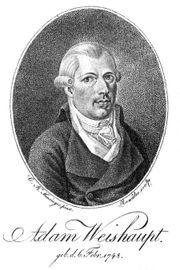 Adam Weishaupt.
geb. d. 6. Febr. 1748.